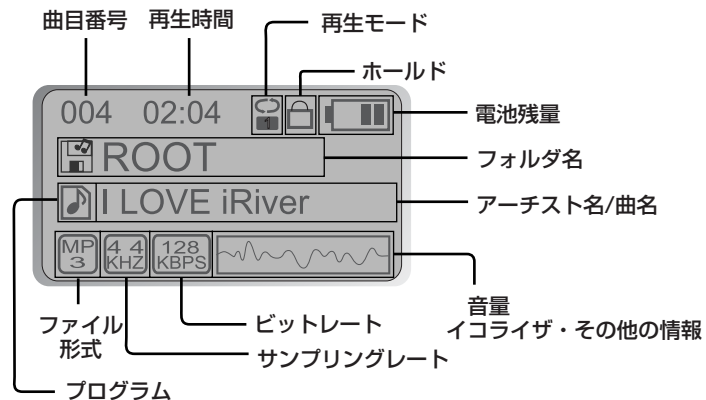 曲目番号 再生時間 再生モード
ホールド
004 02:04 1
電池残量
ROOT
フォルダ名
I LOVE iRiver
アーチスト名/曲名
MP
3
4 4
KHZ
128
KBPS
音量
イコライザ・その他の情報
ファイル
形式
ビットレート
サンプリングレート
プログラム